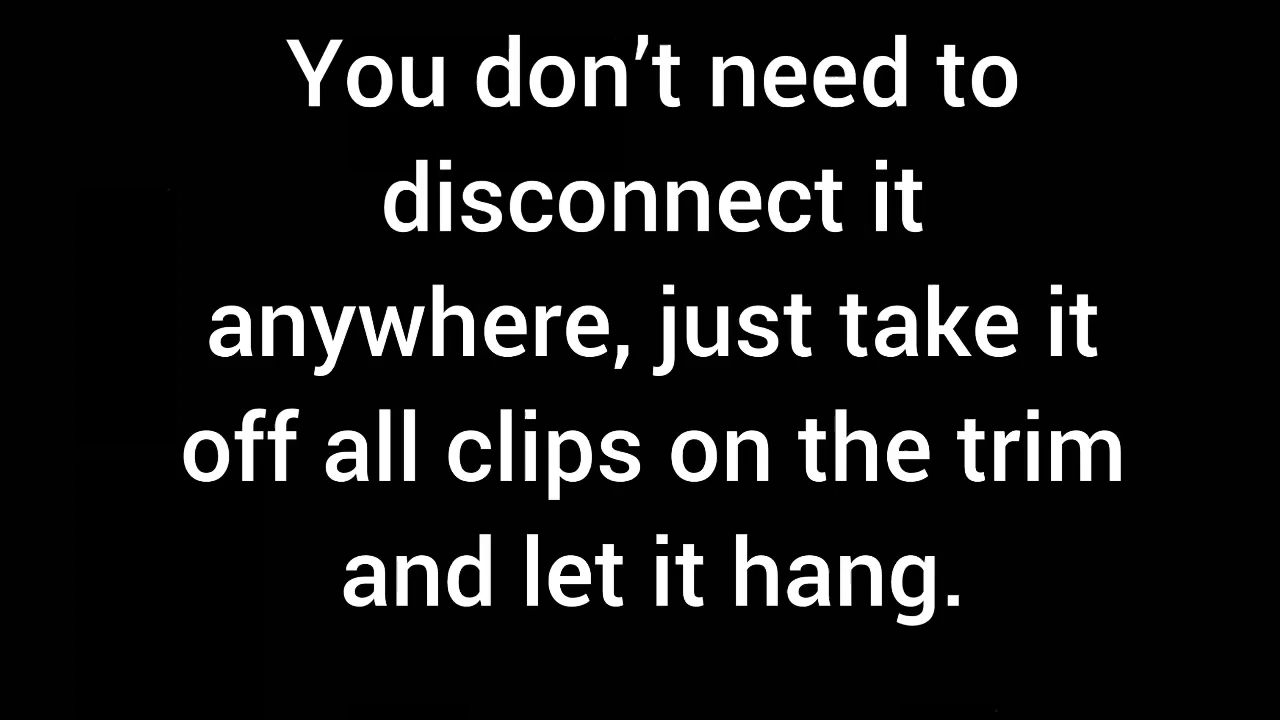 You don’t need to
disconnect it
anywhere, just take it
off all clips on the trim
and let it hang.